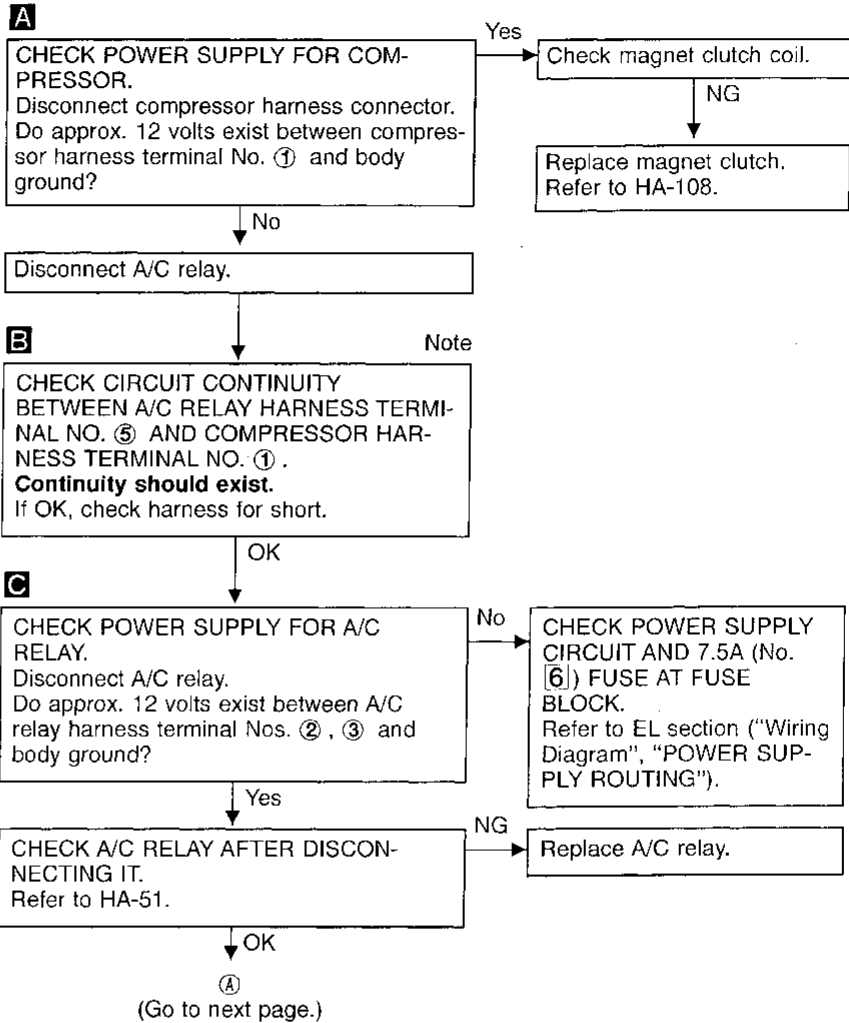 A
CHECK POWER SUPPLY FOR COM-
PRESSOR.
Disconnect compressor harness connector.
Do approx. 12 volts exist between compres-
sor harness terminal No. ① and body
ground?
Yes
Check magnet clutch coil.
NG
Replace magnet clutch.
Refer to HA-108.
No
Disconnect A/C relay.
B
Note
CHECK CIRCUIT CONTINUITY
BETWEEN A/C RELAY HARNESS TERMI-
NAL NO. ⑤ AND COMPRESSOR HAR-
NESS TERMINAL NO. ①.
Continuity should exist.
If OK, check harness for short.
OK
C
CHECK POWER SUPPLY FOR A/C
RELAY.
Disconnect A/C relay.
Do approx. 12 volts exist between A/C
relay harness terminal Nos. ②, ③ and
body ground?
No
CHECK POWER SUPPLY
CIRCUIT AND 7.5A (No.
6) FUSE AT FUSE
BLOCK.
Refer to EL section ("Wiring
Diagram", "POWER SUP-
PLY ROUTING").
Yes
CHECK A/C RELAY AFTER DISCON-
NECTING IT.
Refer to HA-51.
NG
Replace A/C relay.
OK
Ⓐ
(Go to next page.)